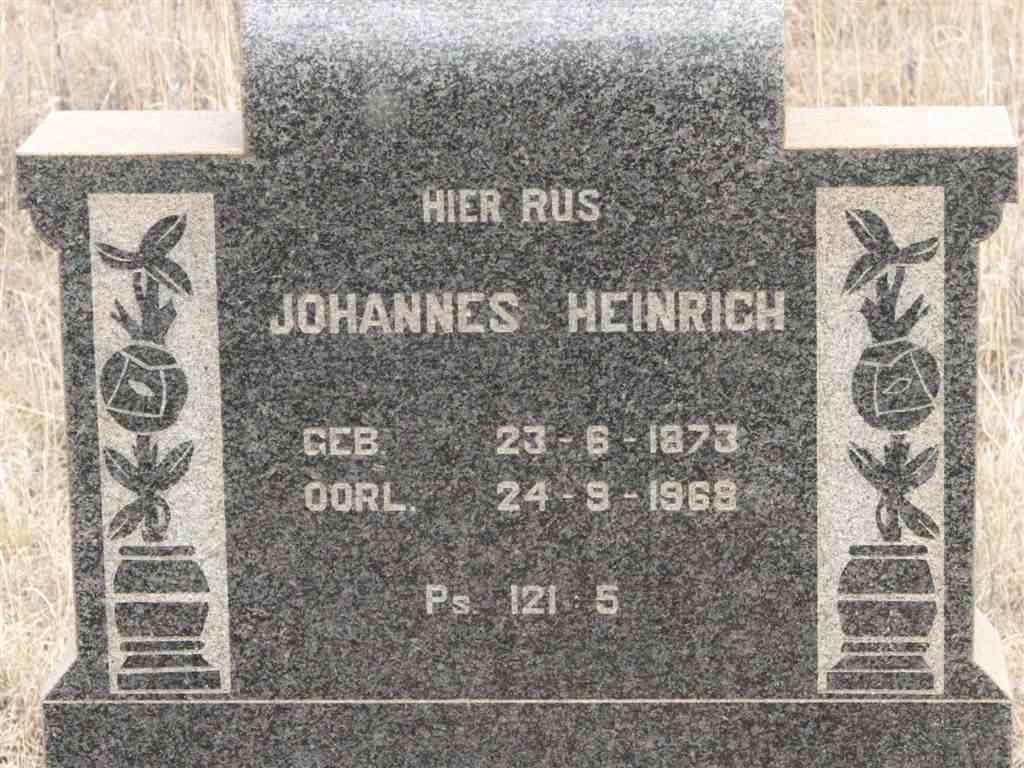 HIER RUS
JOHANNES HEINRICH
GEB. 23-6-1873
OORL. 24-9-1968
Ps. 121:5